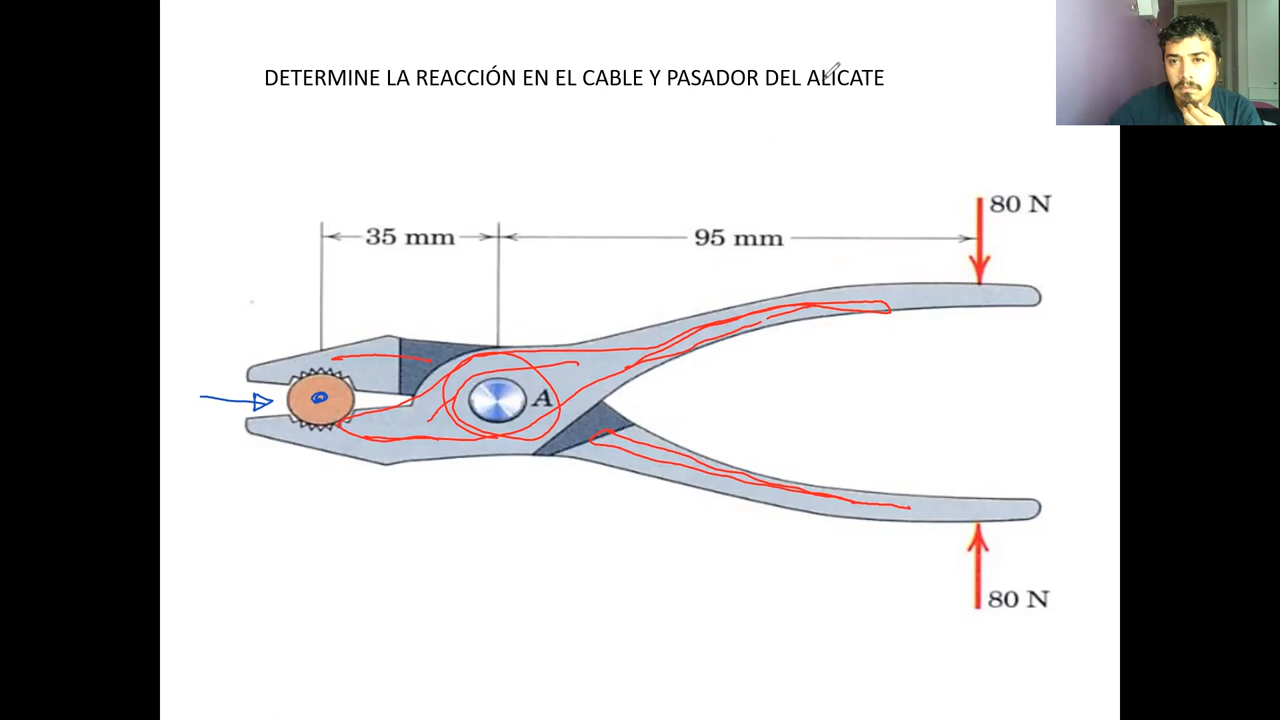 DETERMINE LA REACCIÓN EN EL CABLE Y PASADOR DEL ALICATE
80 N
35 mm
95 mm
A
80 N